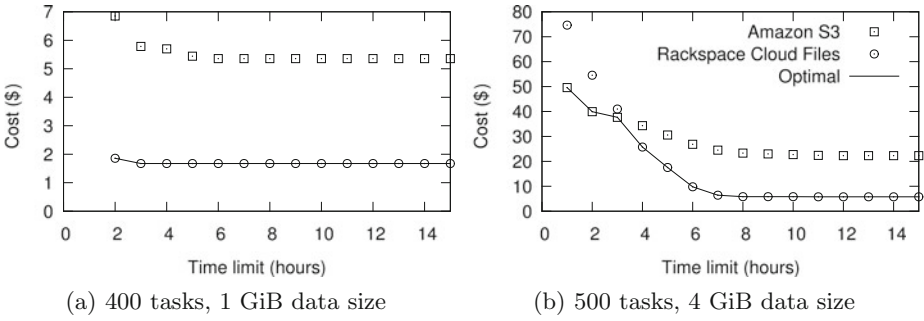 7
6
5
4
3
2
1
0
Cost ($)
0 2 4 6 8 10 12 14
Time limit (hours)
(a) 400 tasks, 1 GiB data size
80
70
60
50
40
30
20
10
0
Cost ($)
Amazon S3
Rackspace Cloud Files
Optimal
0 2 4 6 8 10 12 14
Time limit (hours)
(b) 500 tasks, 4 GiB data size